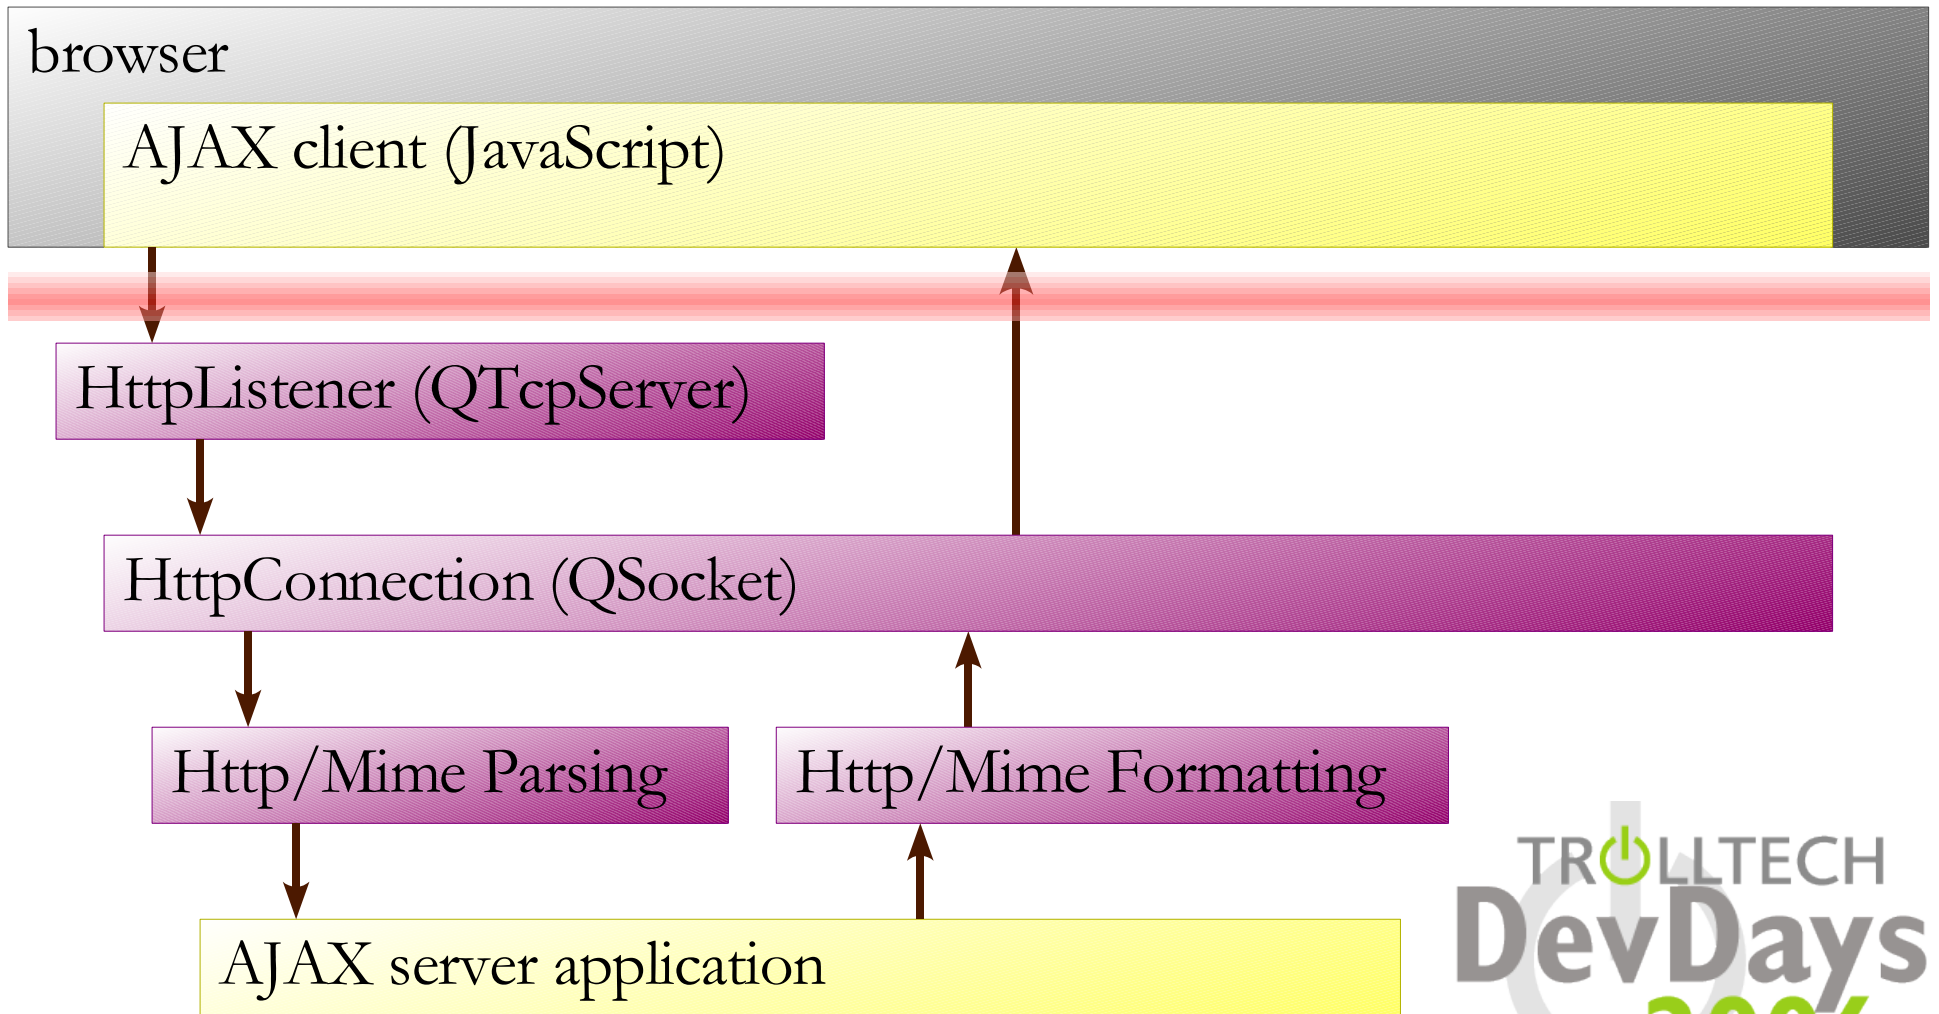 browser
AJAX client (JavaScript)
HttpListener (QTcpServer)
HttpConnection (QSocket)
Http/Mime Parsing
Http/Mime Formatting
TROLLTECH
DevDays
AJAX server application